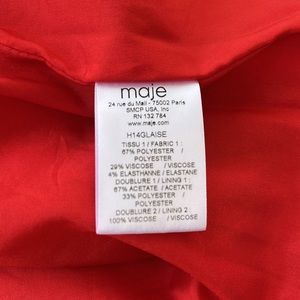 maje
24 rue du Mail - 75002 Paris
SMCP USA, Inc
RN 132 784
www.maje.com
H14GLAISE
TISSU 1 / FABRIC 1 :
67% POLYESTER /
POLYESTER
29% VISCOSE / VISCOSE
4% ELASTHANNE / ELASTANE
DOUBLURE 1 / LINING 1 :
67% ACETATE / ACETATE
33% POLYESTER /
POLYESTER
DOUBLURE 2 / LINING 2 :
100% VISCOSE / VISCOSE